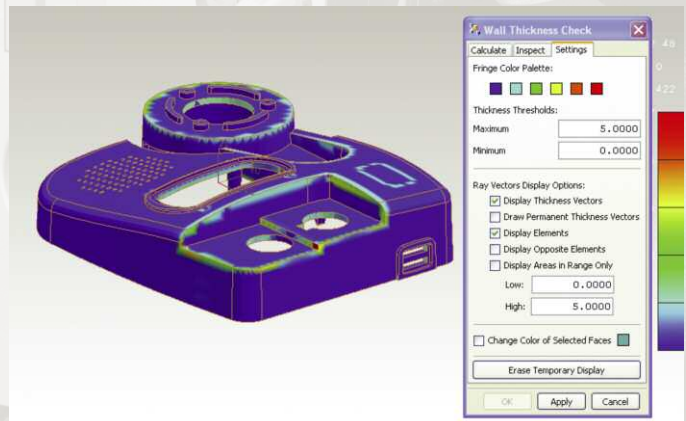 Wall Thickness Check
Calculate Inspect Settings
Fringe Color Palette:
Thickness Thresholds:
Maximum 5.0000
Minimum 0.0000
Ray Vectors Display Options:
Display Thickness Vectors
Draw Permanent Thickness Vectors
Display Elements
Display Opposite Elements
Display Areas in Range Only
Low: 0.0000
High: 5.0000
Change Color of Selected Faces
Erase Temporary Display
OK Apply Cancel